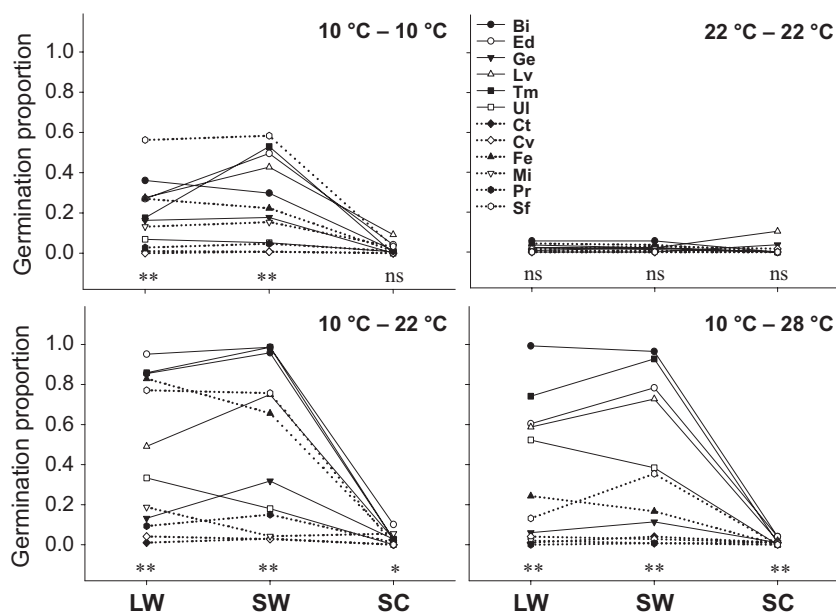 10 °C – 10 °C
22 °C – 22 °C
Germination proportion
1.0
0.8
0.6
0.4
0.2
0.0
** ** ns
Bi
Ed
Ge
Lv
Tm
Ul
Ct
Cv
Fe
Mi
Pr
Sf
ns ns ns
10 °C – 22 °C
10 °C – 28 °C
Germination proportion
1.0
0.8
0.6
0.4
0.2
0.0
** ** *
** ** **
LW SW SC
LW SW SC